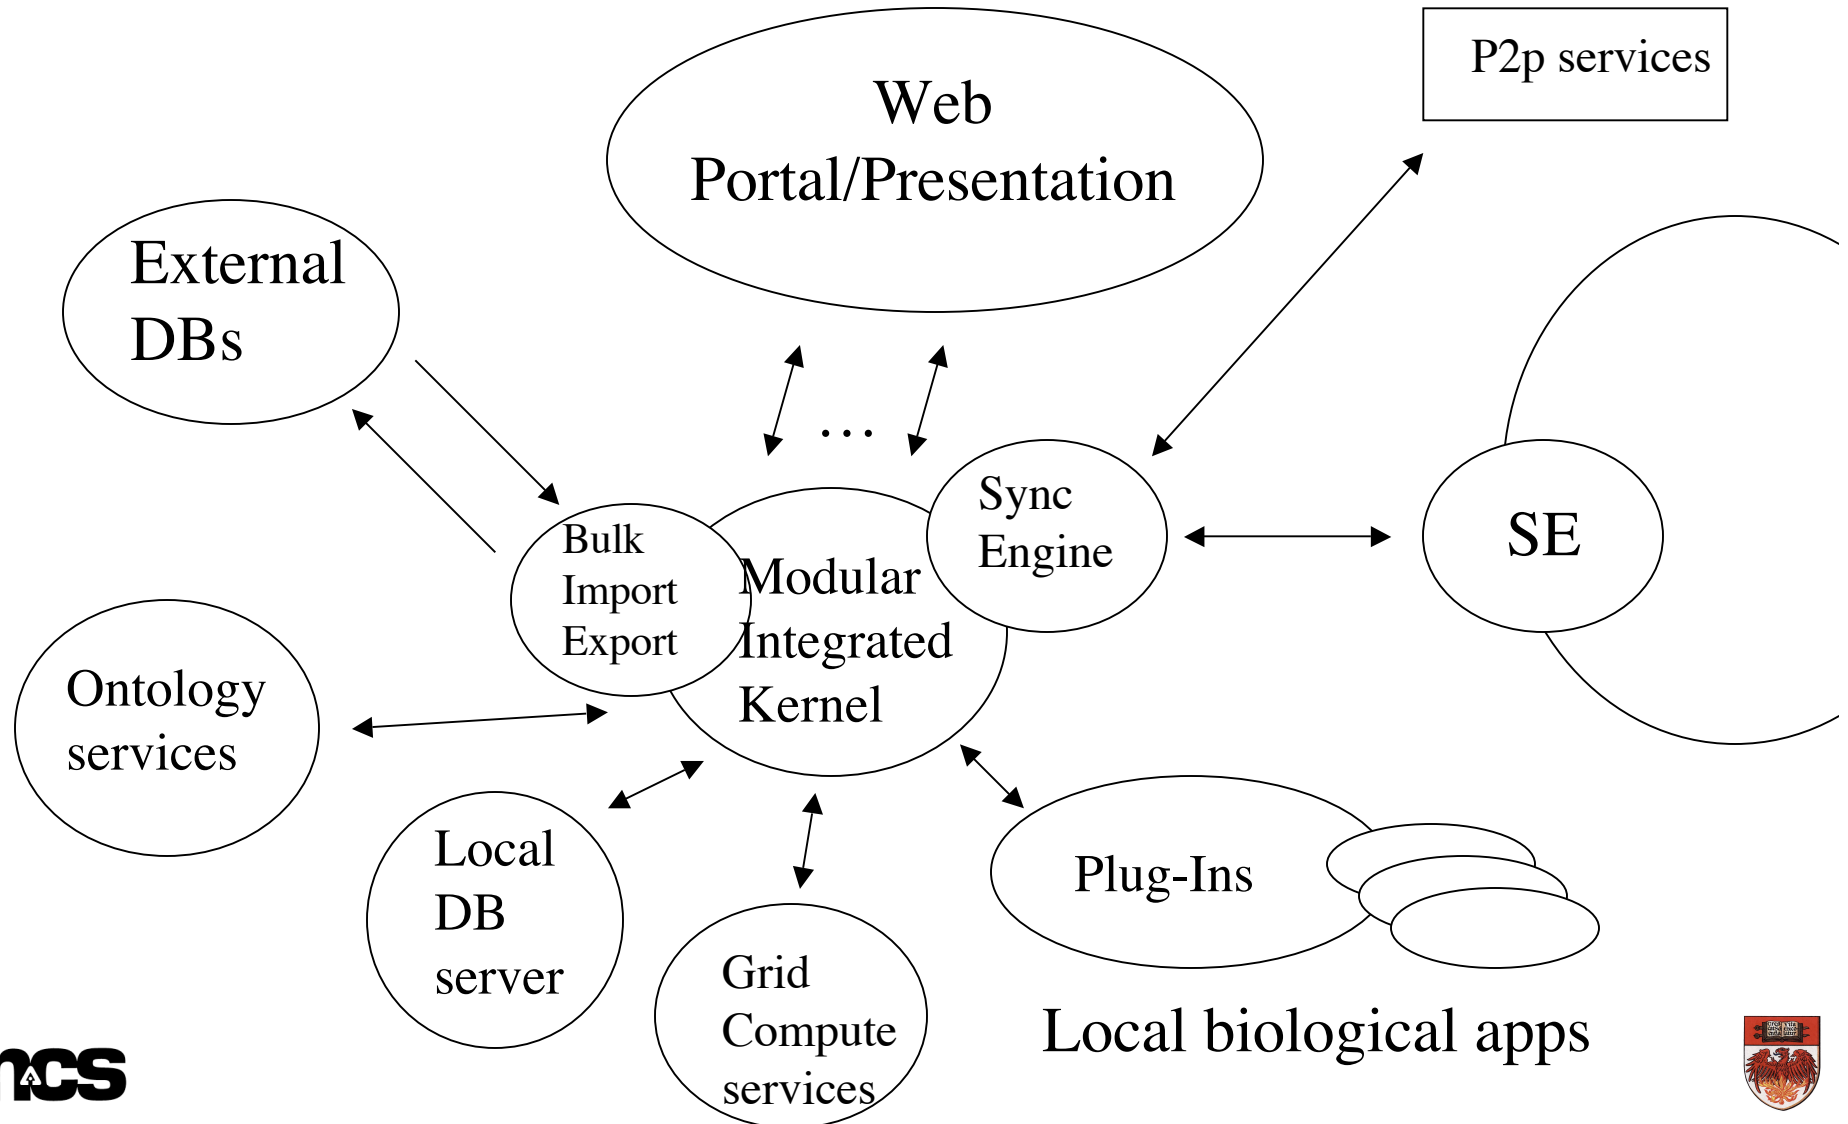 P2p services
Web
Portal/Presentation
External
DBs
…
Sync
Engine
SE
Bulk
Import
Export
Modular
Integrated
Kernel
Ontology
services
Local
DB
server
Plug-Ins
Grid
Compute
services
Local biological apps
mcs